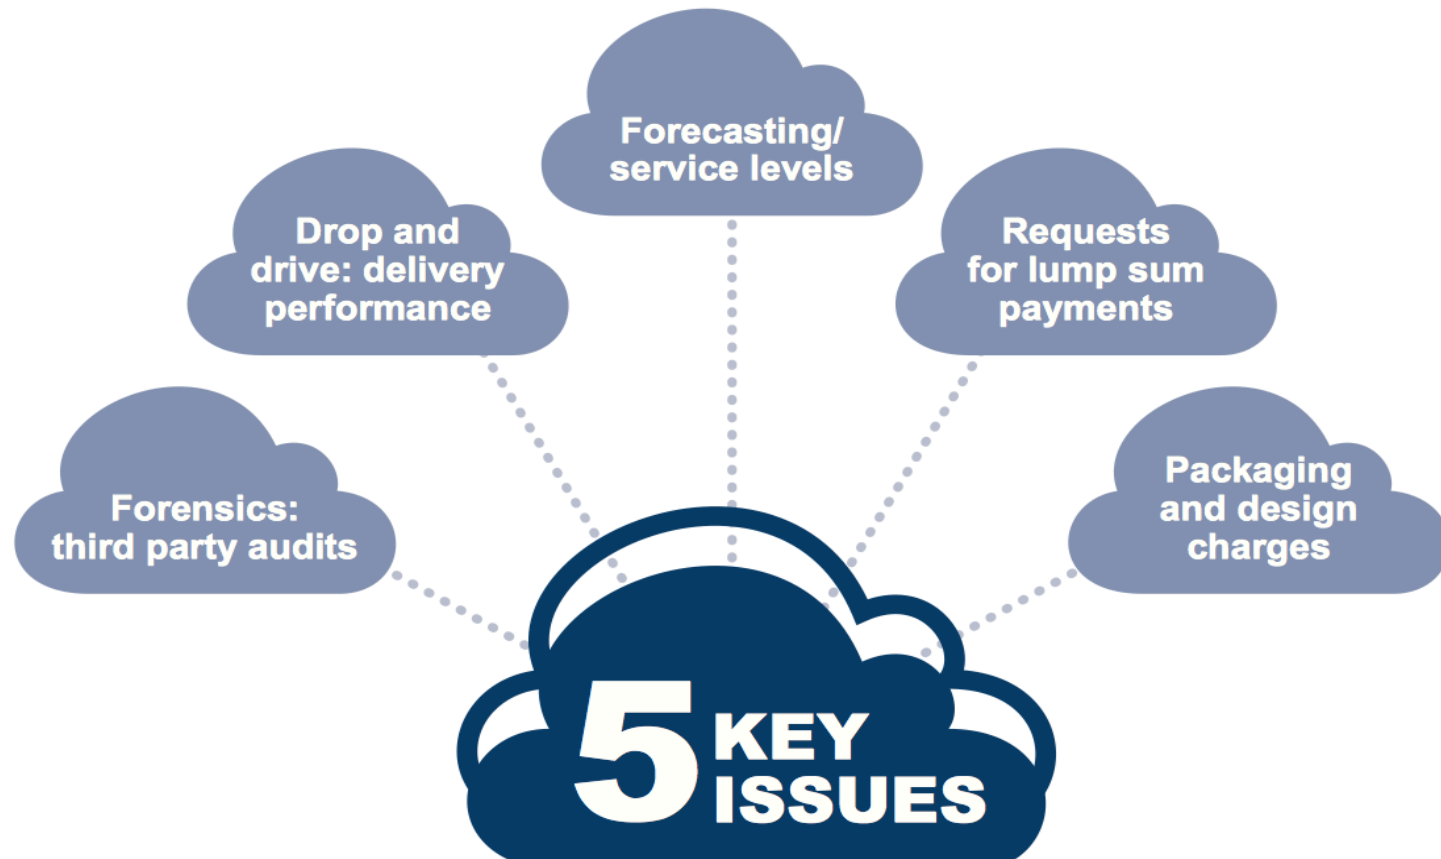 Forecasting/
service levels
Drop and
drive: delivery
performance
Requests
for lump sum
payments
Forensics:
third party audits
Packaging
and design
charges
5 KEY
ISSUES